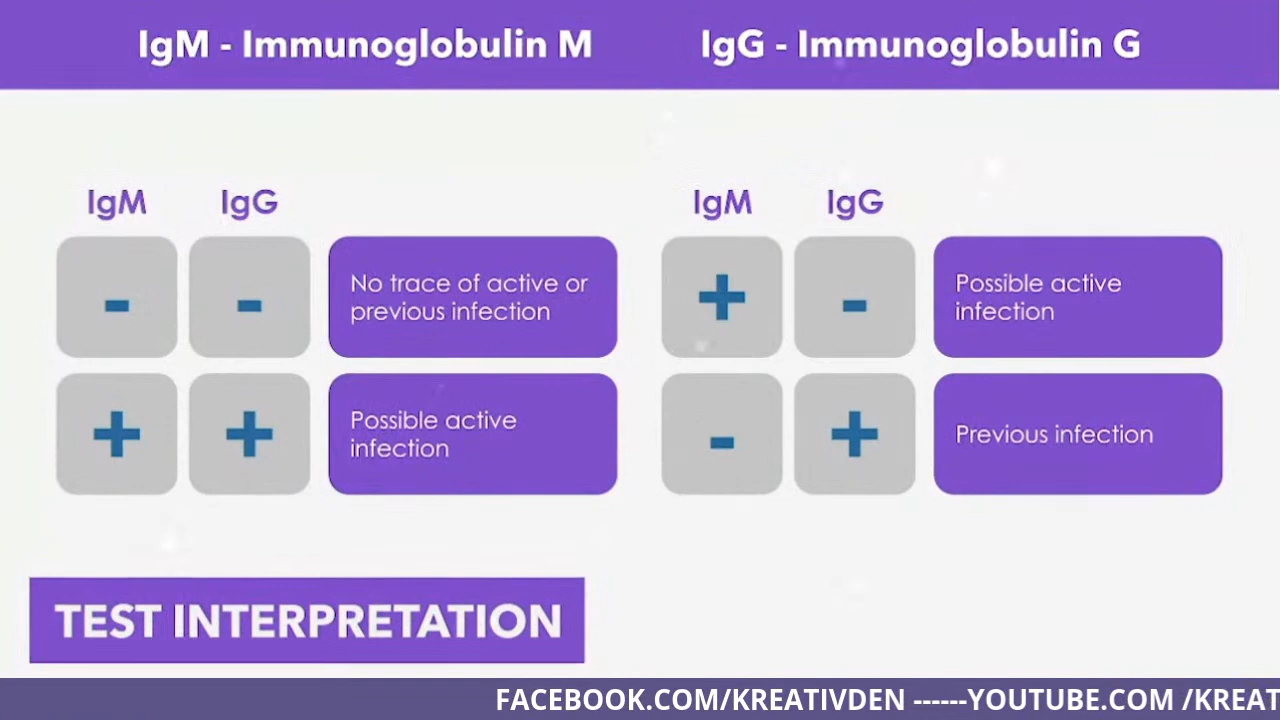 IgM - Immunoglobulin M
IgG - Immunoglobulin G
IgM IgG
- - No trace of active or
previous infection
+ + Possible active
infection
IgM IgG
+ - Possible active
infection
- + Previous infection
TEST INTERPRETATION
FACEBOOK.COM/KREATIVDEN ------YOUTUBE.COM /KREAT